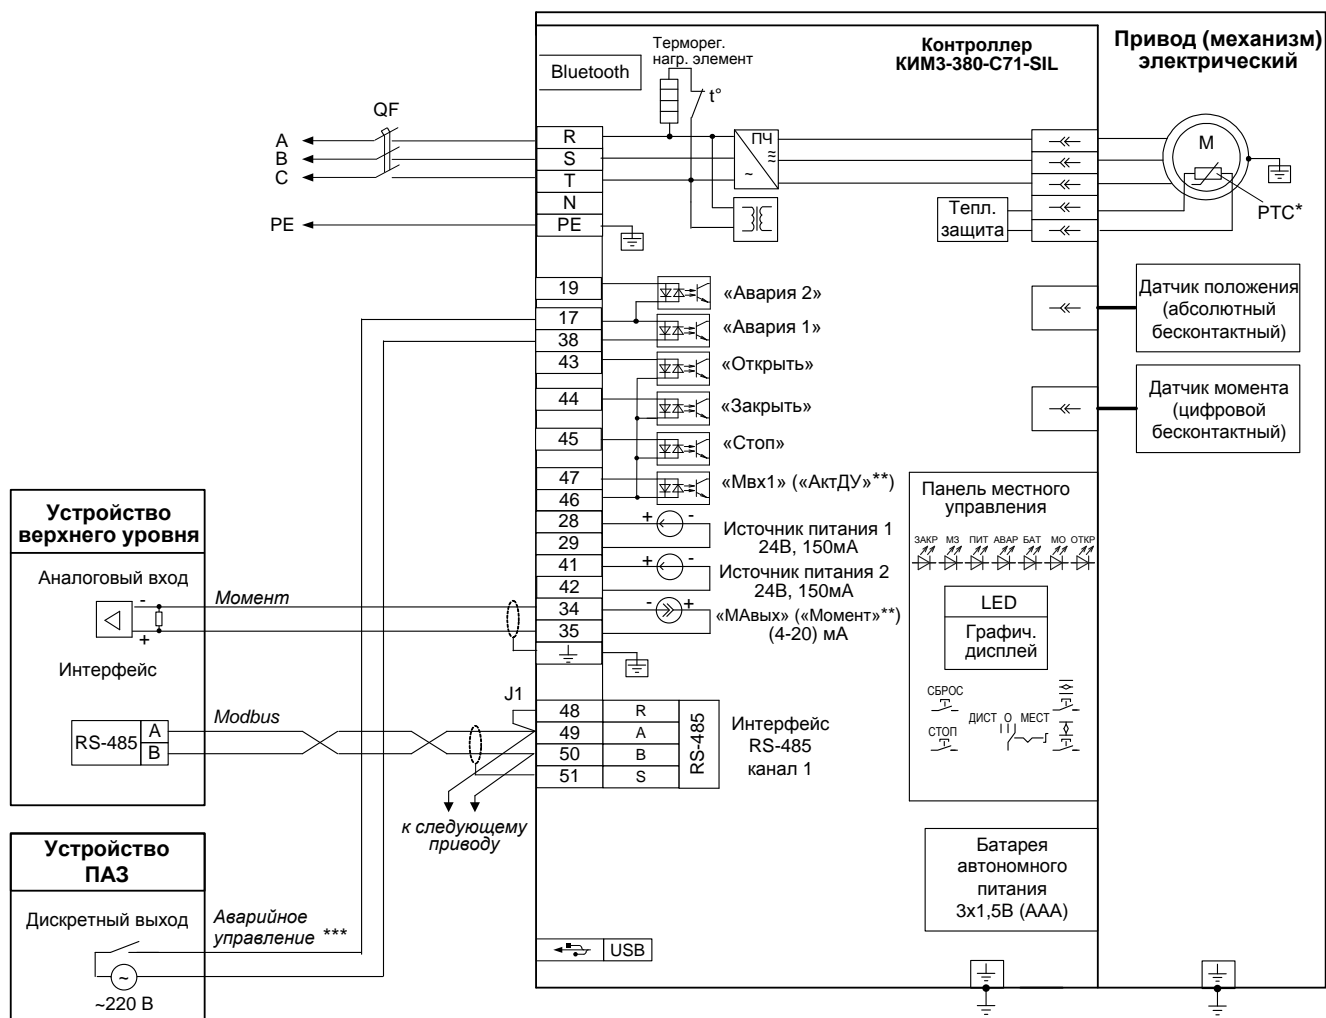 Контроллер
КИМ3-380-С71-SIL
Привод (механизм)
электрический
Bluetooth
Терморег.
нагр. элемент
t°
QF
A
B
C
PE
R
S
T
N
PE
ПЧ
~
≈
M
PTC*
Тепл.
защита
19
«Авария 2»
17
«Авария 1»
38
43
«Открыть»
44
«Закрыть»
45
«Стоп»
47
«Мвх1» («АктДУ»**)
46
28
+ -
Источник питания 1
24В, 150мА
29
41
+ -
Источник питания 2
24В, 150мА
42
34
- +
«МАвых» («Момент»**)
(4-20) мА
35
Датчик положения
(абсолютный
бесконтактный)
Датчик момента
(цифровой
бесконтактный)
Панель местного
управления
ЗАКР МЗ ПИТ АВАР БАТ МО ОТКР
LED
Графич.
дисплей
СБРОС
СТОП
ДИСТ О МЕСТ
Устройство
верхнего уровня
Аналоговый вход
-
+
Момент
Интерфейс
RS-485
A
B
Modbus
J1
48 R
49 A
50 B
51 S
RS-485
Интерфейс
RS-485
канал 1
к следующему
приводу
Устройство
ПАЗ
Дискретный выход
Аварийное
управление ***
~
~220 В
USB
Батарея
автономного
питания
3х1,5В (ААА)